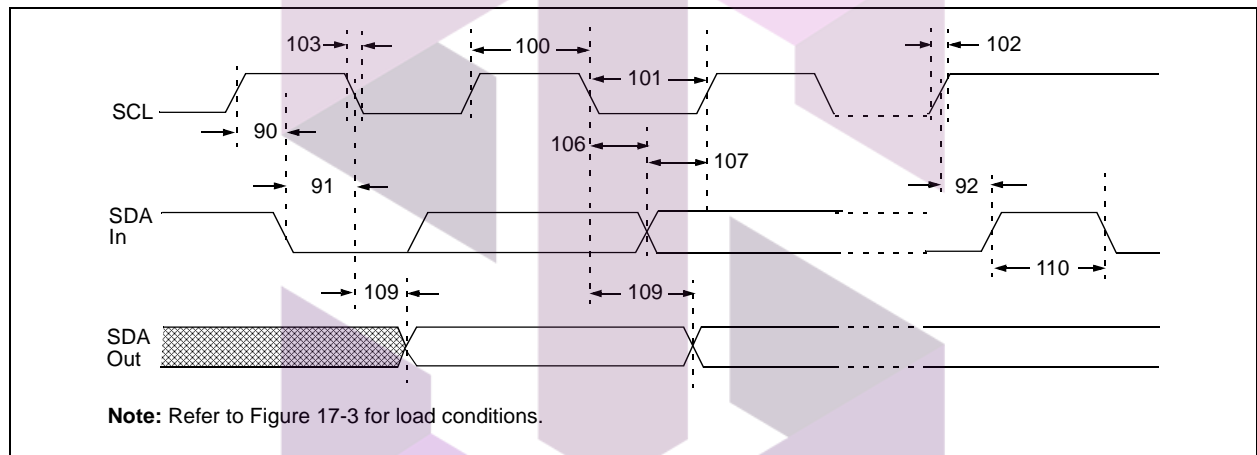 103
100
102
101
SCL
90
106
107
91
92
SDA
In
110
109
109
SDA
Out
Note: Refer to Figure 17-3 for load conditions.